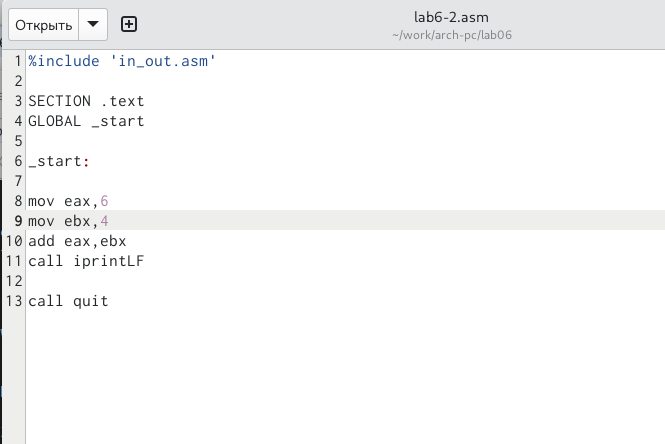 Открыть
lab6-2.asm
~/work/arch-pc/lab06
1 %include 'in_out.asm'
2
3 SECTION .text
4 GLOBAL _start
5
6 _start:
7
8 mov eax,6
9 mov ebx,4
10 add eax,ebx
11 call iprintLF
12
13 call quit